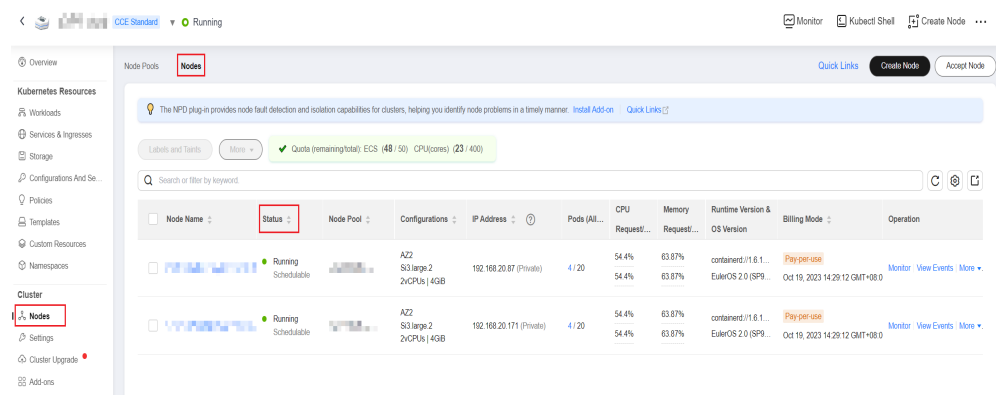 CCE Standard Running Monitor Kubectl Shell Create Node
Overview
Kubernetes Resources
Workloads
Services & Ingresses
Storage
Configurations And Se...
Policies
Templates
Custom Resources
Namespaces
Cluster
Nodes
Settings
Cluster Upgrade
Add-ons
Node Pools Nodes Quick Links Create Node Accept Node
The NPD plug-in provides node fault detection and isolation capabilities for clusters, helping you identify node problems in a timely manner. Install Add-on Quick Links
Labels and Taints More Quota (remaining/total): ECS (48 / 50) CPU(cores) (23 / 400)
Search or filter by keyword.
Node Name Status Node Pool Configurations IP Address Pods (All... CPU Request/... Memory Request/... Runtime Version & OS Version Billing Mode Operation
Running
Schedulable
AZ2
Si3.large.2
2vCPUs | 4GiB
192.168.20.87 (Private)
4 / 20
54.4%
54.4%
63.87%
63.87%
containerd://1.6.1...
EulerOS 2.0 (SP9...
Pay-per-use
Oct 19, 2023 14:29:12 GMT+08:0
Monitor View Events More
Running
Schedulable
AZ2
Si3.large.2
2vCPUs | 4GiB
192.168.20.171 (Private)
4 / 20
54.4%
54.4%
63.87%
63.87%
containerd://1.6.1...
EulerOS 2.0 (SP9...
Pay-per-use
Oct 19, 2023 14:29:12 GMT+08:0
Monitor View Events More